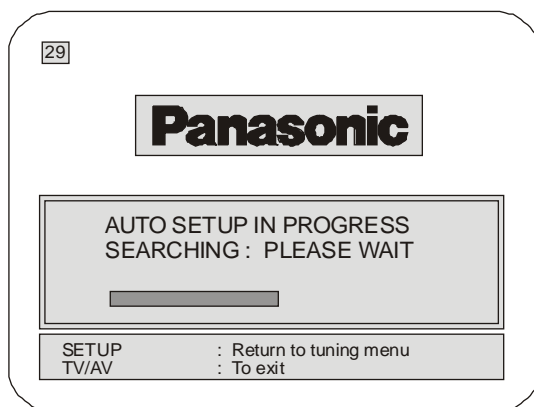 29
Panasonic
AUTO SETUP IN PROGRESS
SEARCHING : PLEASE WAIT
SETUP : Return to tuning menu
TV/AV : To exit